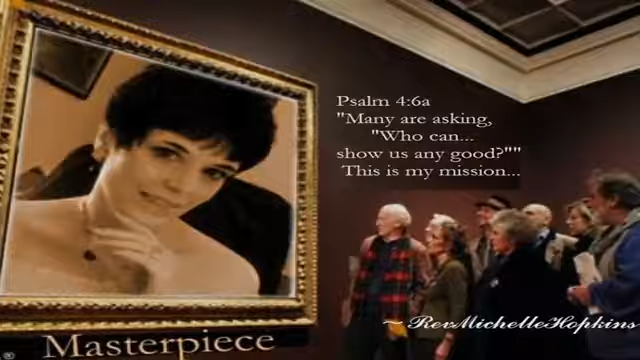 Psalm 4:6a
"Many are asking,
"Who can...
show us any good?""
This is my mission...
~ RevMichelleHopkins
Masterpiece
®